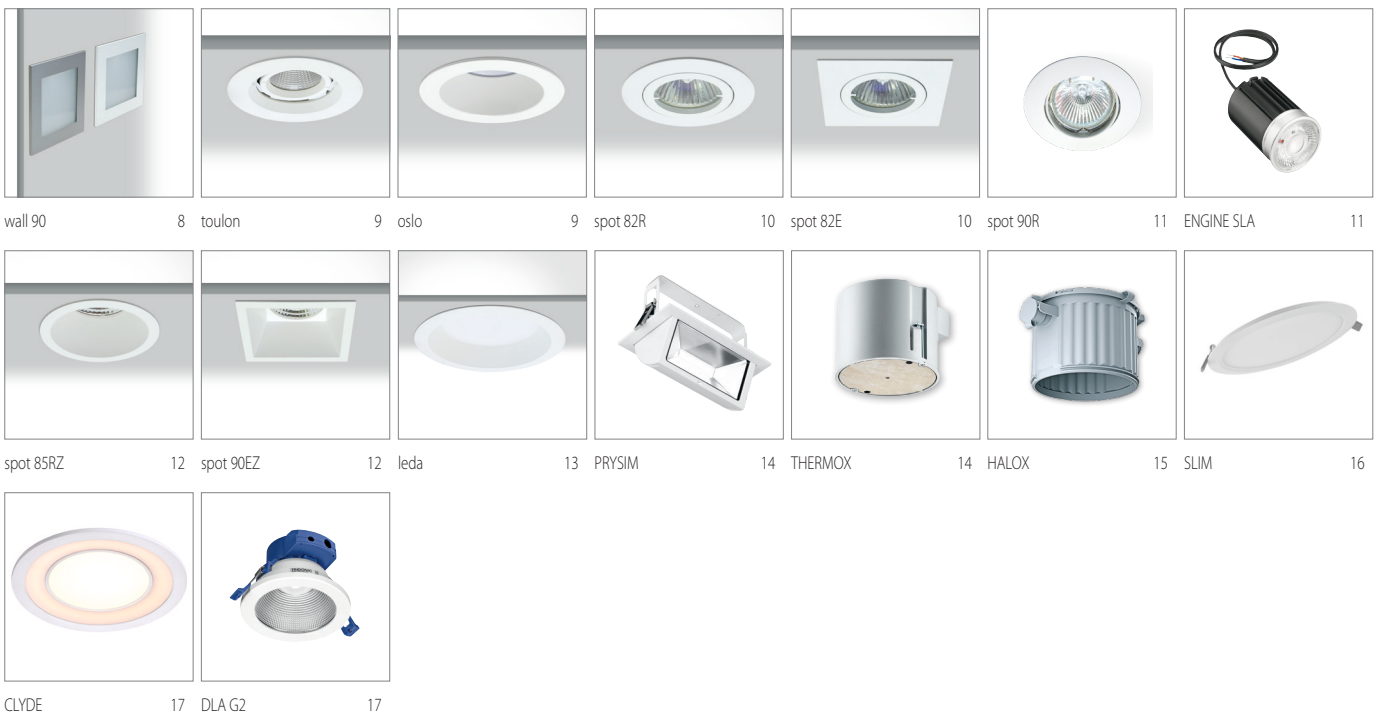 wall 90 8 toulon 9 oslo 9 spot 82R 10 spot 82E 10 spot 90R 11 ENGINE SLA 11
spot 85RZ 12 spot 90EZ 12 leda 13 PRYSIM 14 THERMOX 14 HALOX 15 SLIM 16
CLYDE 17 DLA G2 17